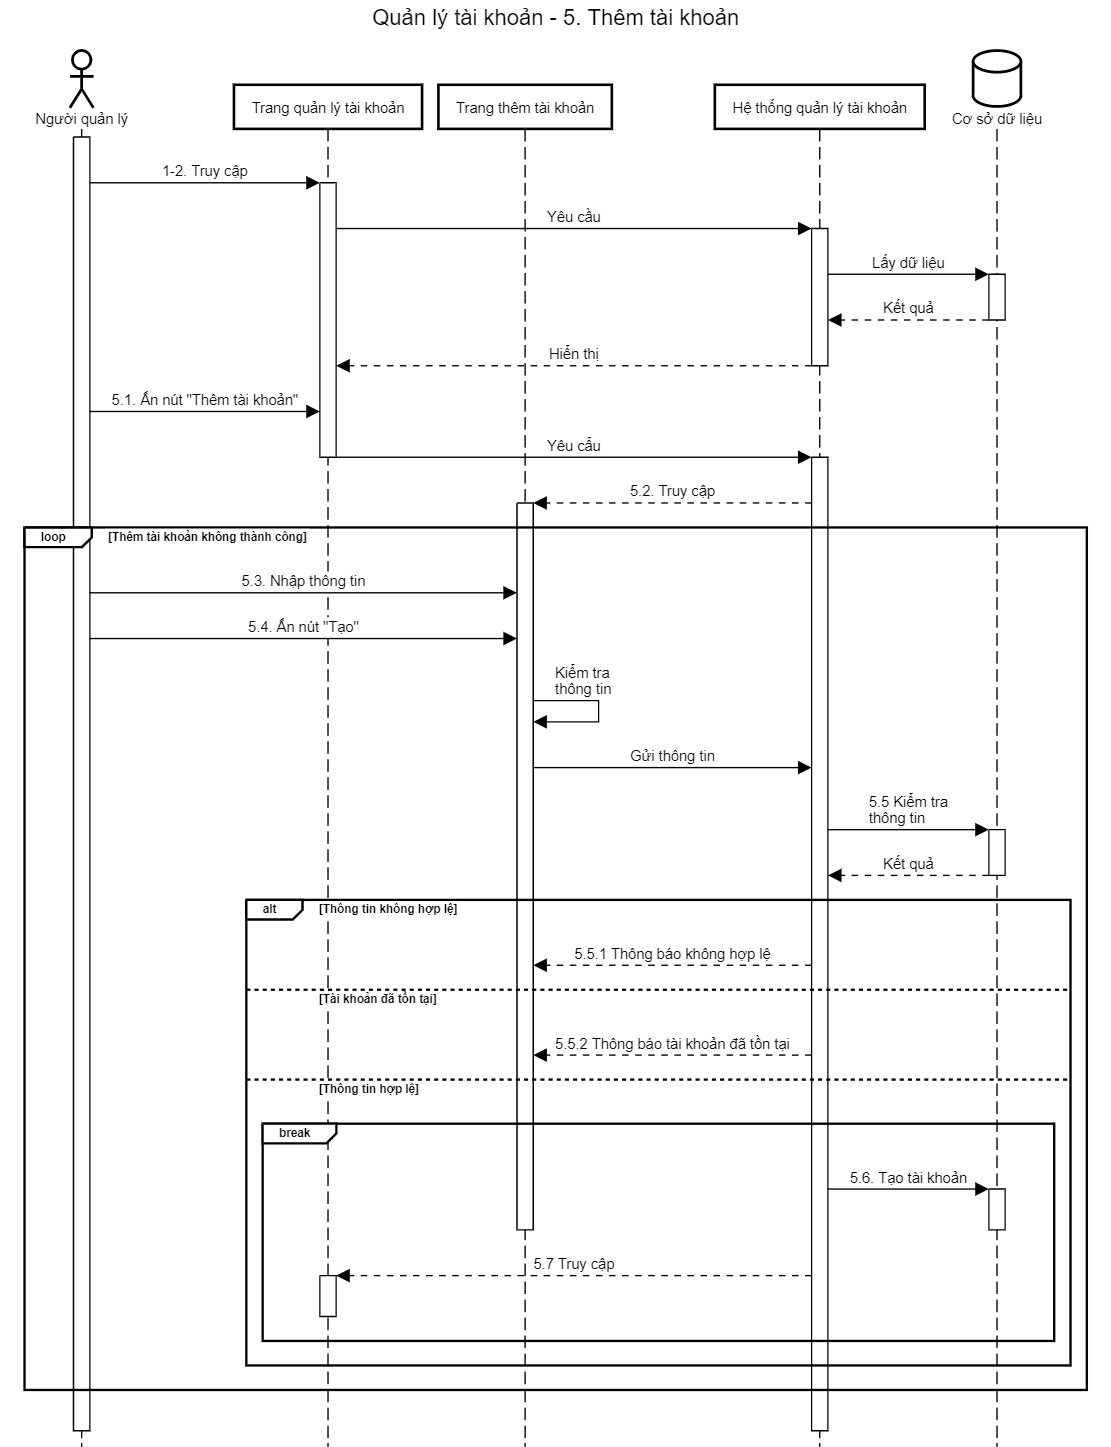 Quản lý tài khoản - 5. Thêm tài khoản
Người quản lý
Trang quản lý tài khoản
Trang thêm tài khoản
Hệ thống quản lý tài khoản
Cơ sở dữ liệu
1-2. Truy cập
Yêu cầu
Lấy dữ liệu
Kết quả
Hiển thị
5.1. Ấn nút "Thêm tài khoản"
Yêu cẩu
5.2. Truy cập
loop
[Thêm tài khoản không thành công]
5.3. Nhập thông tin
5.4. Ấn nút "Tạo"
Kiểm tra
thông tin
Gửi thông tin
5.5 Kiểm tra
thông tin
Kết quả
alt
[Thông tin không hợp lệ]
5.5.1 Thông báo không hợp lệ
[Tài khoản đã tồn tại]
5.5.2 Thông báo tài khoản đã tồn tại
[Thông tin hợp lệ]
break
5.6. Tạo tài khoản
5.7 Truy cập